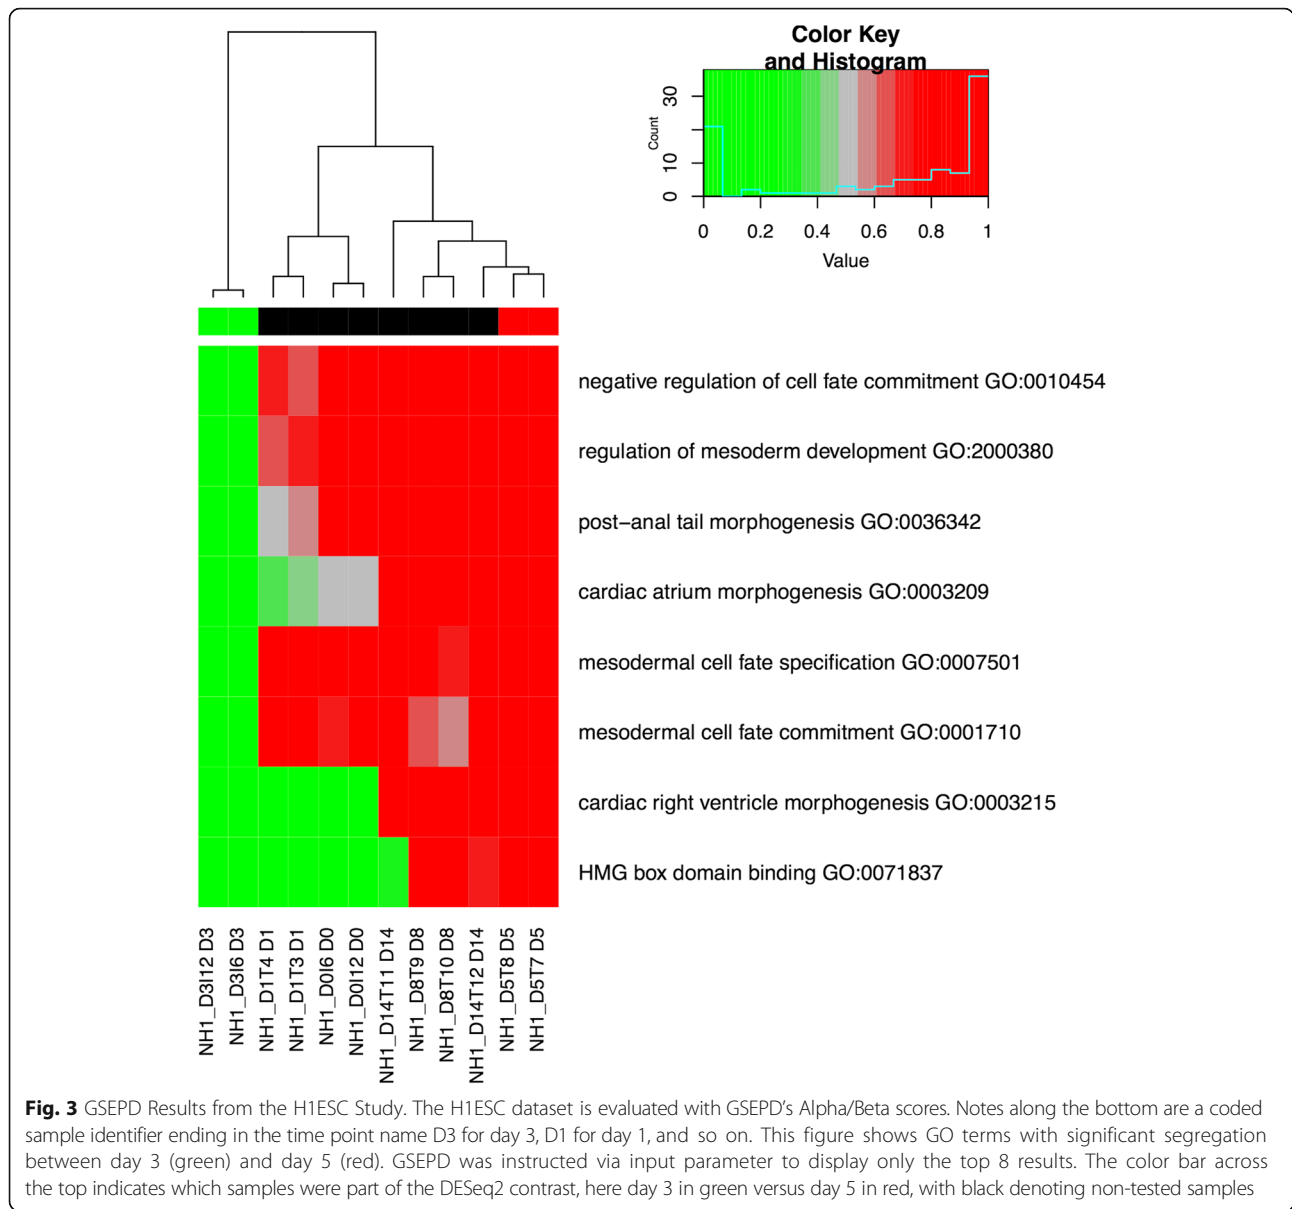 Color Key
and Histogram
Count
0
10
30
0
0.2
0.4
0.6
0.8
1
Value
negative regulation of cell fate commitment GO:0010454
regulation of mesoderm development GO:2000380
post−anal tail morphogenesis GO:0036342
cardiac atrium morphogenesis GO:0003209
mesodermal cell fate specification GO:0007501
mesodermal cell fate commitment GO:0001710
cardiac right ventricle morphogenesis GO:0003215
HMG box domain binding GO:0071837
NH1_D3I12 D3
NH1_D3I6 D3
NH1_D1T4 D1
NH1_D1T3 D1
NH1_D0I6 D0
NH1_D0I12 D0
NH1_D14T11 D14
NH1_D8T9 D8
NH1_D8T10 D8
NH1_D14T12 D14
NH1_D5T8 D5
NH1_D5T7 D5
Fig. 3 GSEPD Results from the H1ESC Study. The H1ESC dataset is evaluated with GSEPD's Alpha/Beta scores. Notes along the bottom are a coded
sample identifier ending in the time point name D3 for day 3, D1 for day 1, and so on. This figure shows GO terms with significant segregation
between day 3 (green) and day 5 (red). GSEPD was instructed via input parameter to display only the top 8 results. The color bar across
the top indicates which samples were part of the DESeq2 contrast, here day 3 in green versus day 5 in red, with black denoting non-tested samples